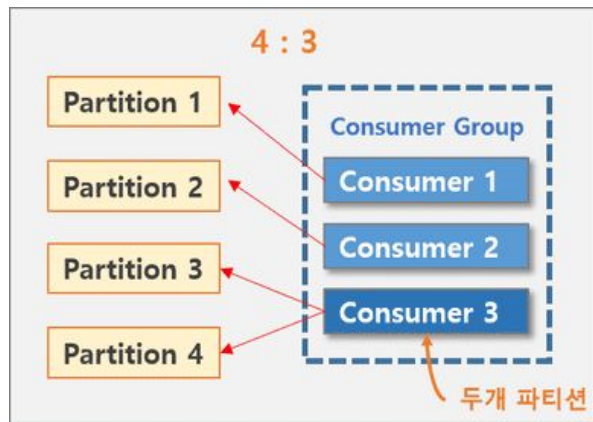 4 : 3
Partition 1
Partition 2
Partition 3
Partition 4
Consumer Group
Consumer 1
Consumer 2
Consumer 3
두개 파티션